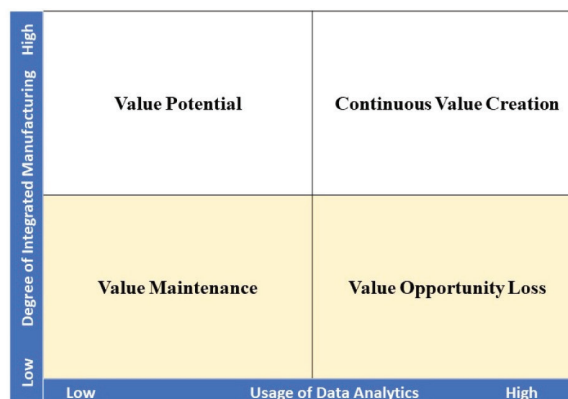 High
Degree of Integrated Manufacturing
Low
Value Potential
Continuous Value Creation
Value Maintenance
Value Opportunity Loss
Low
Usage of Data Analytics
High